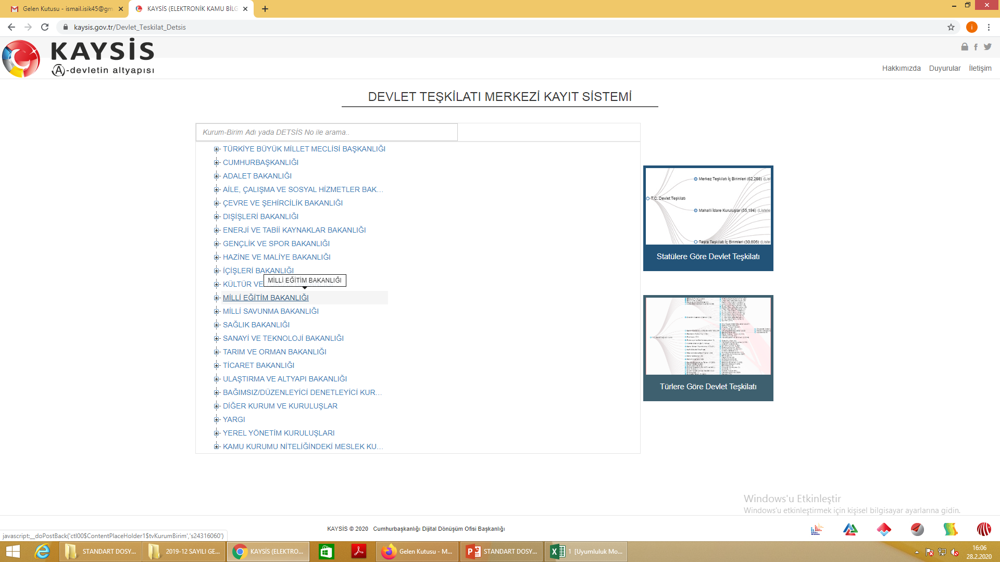 Gelen Kutusu - ismail.isik45@gm
KAYSİS (ELEKTRONİK KAMU BİLG
kaysis.gov.tr/Devlet_Teskilat_Detsis
i
KAYSİS
A-devletin altyapısı
Hakkımızda Duyurular İletişim
DEVLET TEŞKİLATI MERKEZİ KAYIT SİSTEMİ
Kurum-Birim Adı yada DETSİS No ile arama..
TÜRKİYE BÜYÜK MİLLET MECLİSİ BAŞKANLIĞI
CUMHURBAŞKANLIĞI
ADALET BAKANLIĞI
AİLE, ÇALIŞMA VE SOSYAL HİZMETLER BAK...
ÇEVRE VE ŞEHİRCİLİK BAKANLIĞI
DIŞİŞLERİ BAKANLIĞI
ENERJİ VE TABİİ KAYNAKLAR BAKANLIĞI
GENÇLİK VE SPOR BAKANLIĞI
HAZİNE VE MALİYE BAKANLIĞI
İÇİŞLERİ BAKANLIĞI
MİLLİ EĞİTİM BAKANLIĞI
KÜLTÜR VE
MİLLİ EĞİTİM BAKANLIĞI
MİLLİ SAVUNMA BAKANLIĞI
SAĞLIK BAKANLIĞI
SANAYİ VE TEKNOLOJİ BAKANLIĞI
TARIM VE ORMAN BAKANLIĞI
TİCARET BAKANLIĞI
ULAŞTIRMA VE ALTYAPI BAKANLIĞI
BAĞIMSIZ/DÜZENLEYİCİ DENETLEYİCİ KUR...
DİĞER KURUM VE KURULUŞLAR
YARGI
YEREL YÖNETİM KURULUŞLARI
KAMU KURUMU NİTELİĞİNDEKİ MESLEK KU...
Merkez Teşkilatı İç Birimleri (62,288) (List
T.C. Devlet Teşkilatı
Mahalli İdare Kuruluşlar (55,194) (Listele
Taşra Teşkilatı İç Birimleri (30,806) (Liste
Statülere Göre Devlet Teşkilatı
Türlere Göre Devlet Teşkilatı
Windows'u Etkinleştir
Windows'u etkinleştirmek için kişisel bilgisayar ayarlarına gidin.
KAYSİS © 2020 Cumhurbaşkanlığı Dijital Dönüşüm Ofisi Başkanlığı
javascript:__doPostBack('ctl00$ContentPlaceHolder1$tvKurumBirim','s24316060')
STANDART DOSY...
2019-12 SAYILI GE...
KAYSİS (ELEKTRO...
Gelen Kutusu - M...
STANDART DOSY...
1 [Uyumluluk Mo...
16:06
28.2.2020